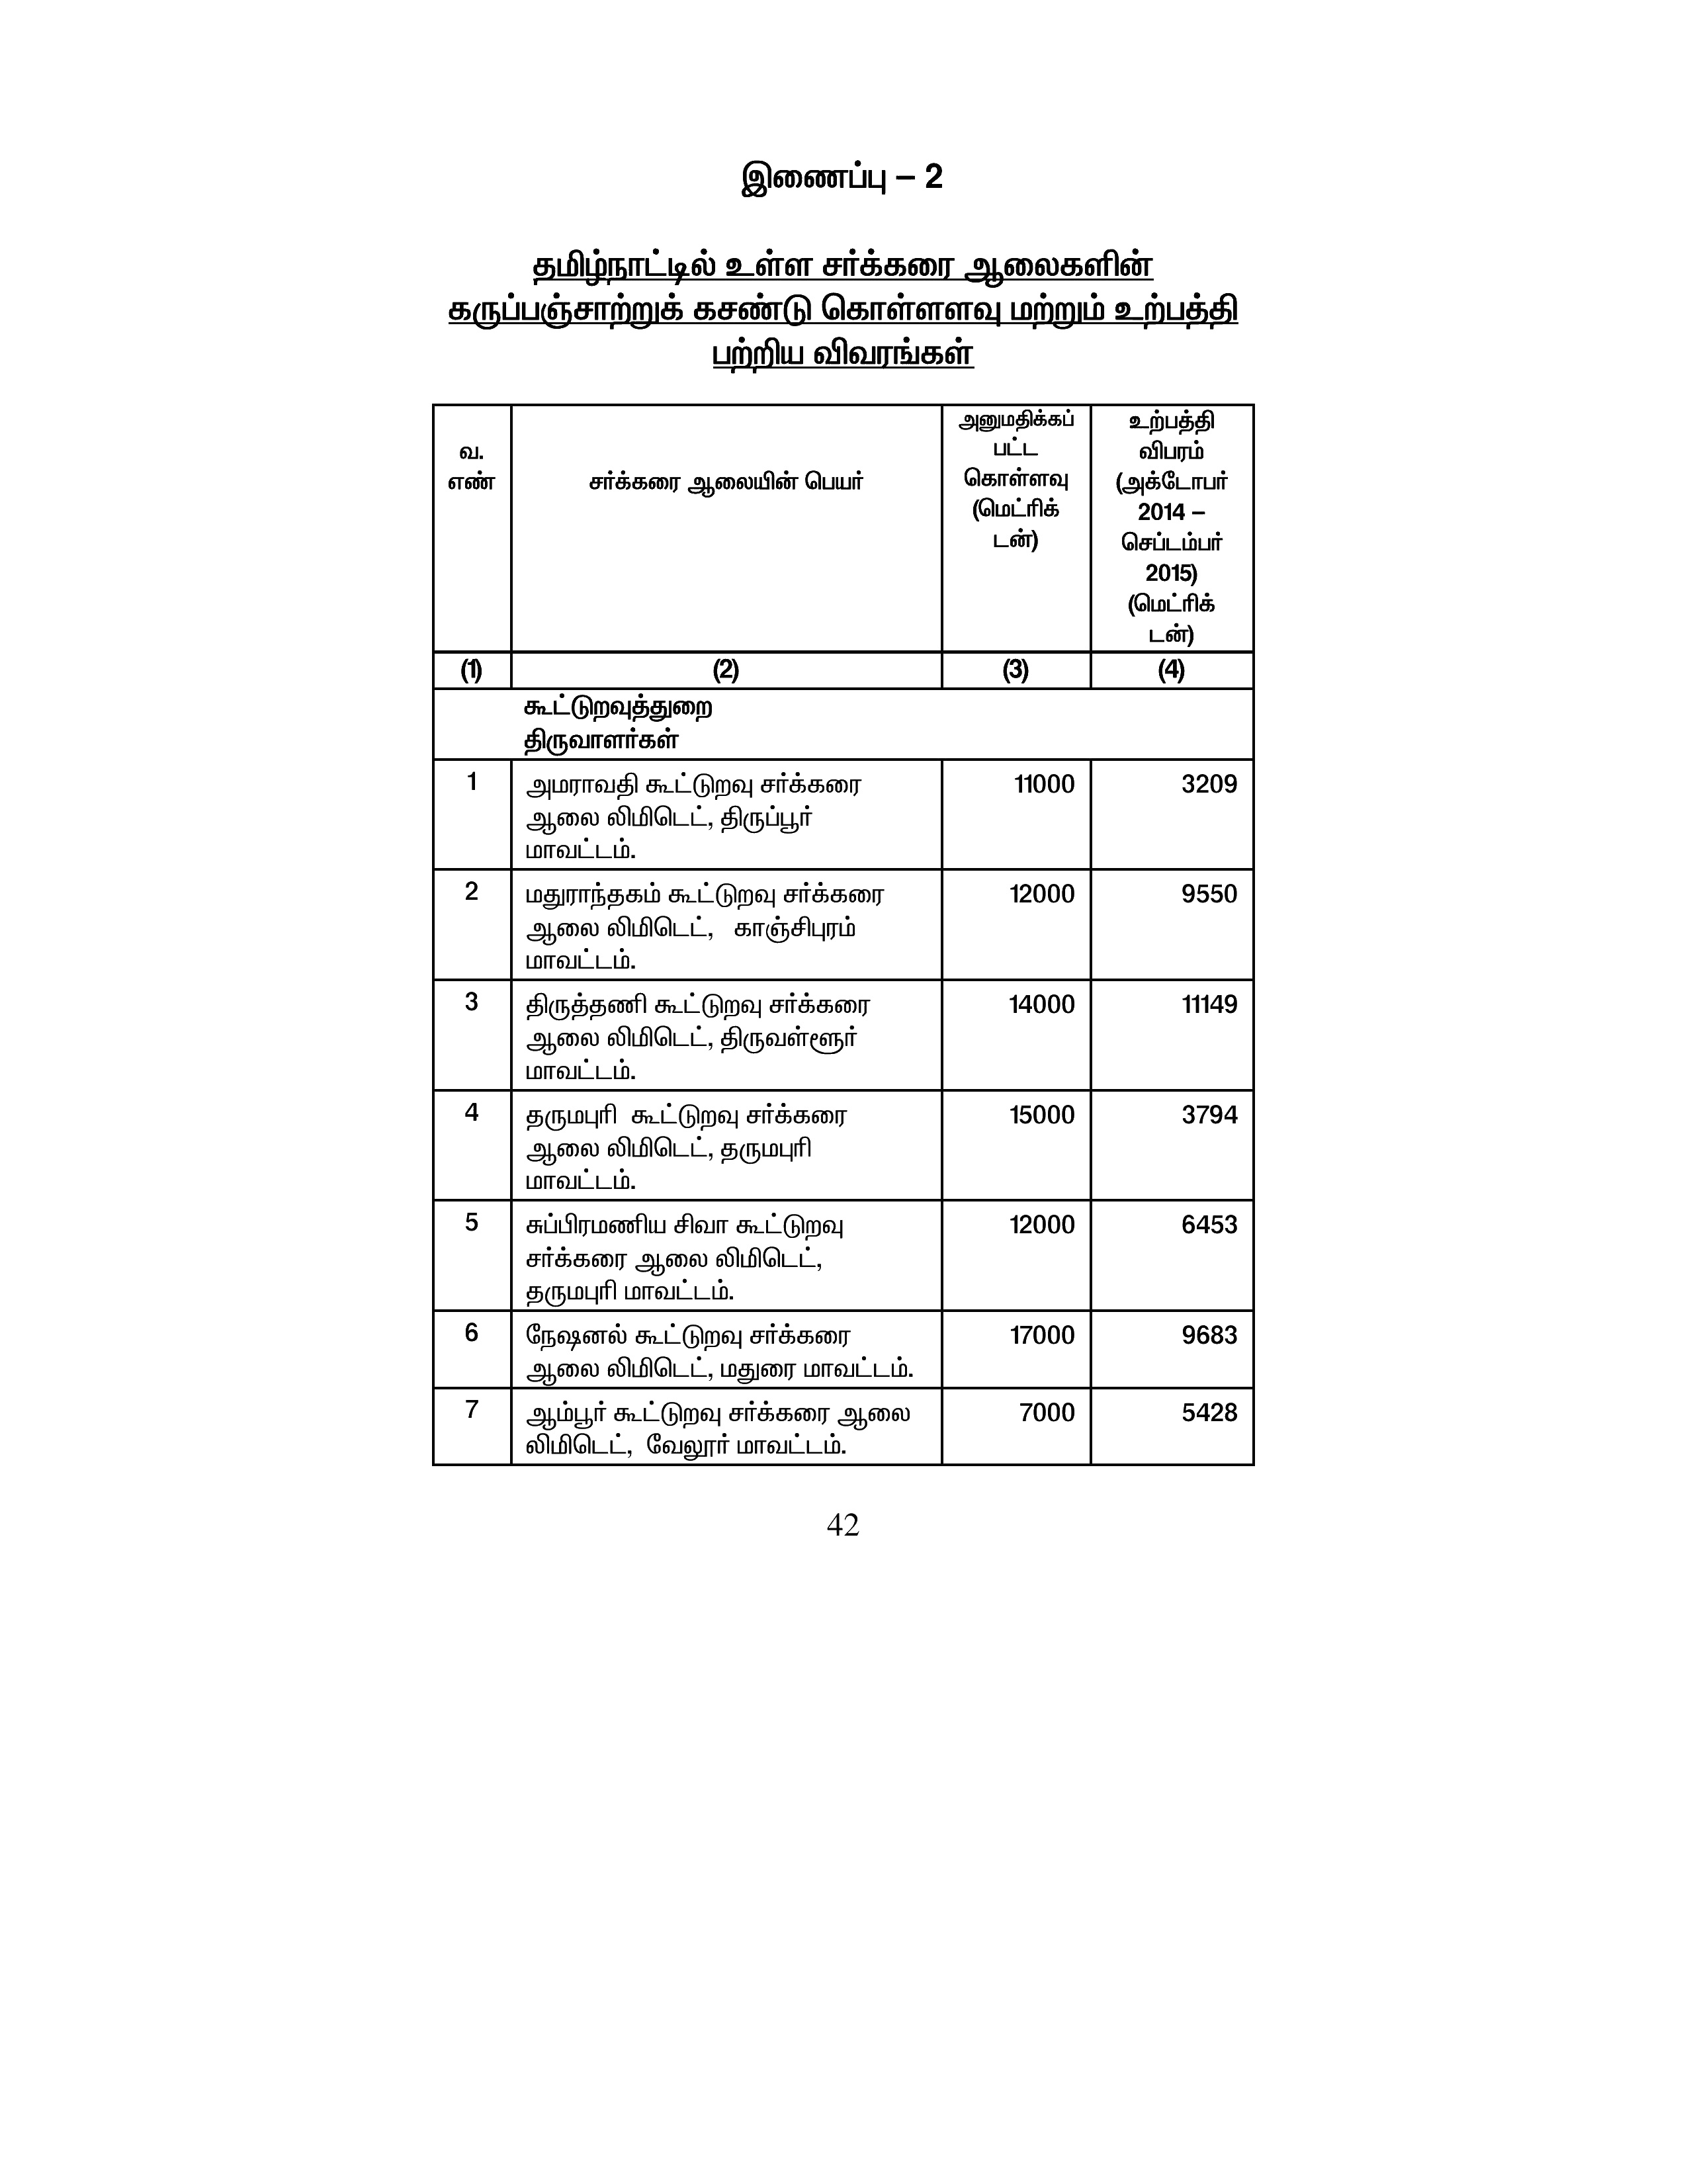 இணைப்பு – 2
தமிழ்நாட்டில் உள்ள சர்க்கரை ஆலைகளின்
கருப்பஞ்சாற்றுக் கசண்டு கொள்ளளவு மற்றும் உற்பத்தி
பற்றிய விவரங்கள்
வ.
எண்
சர்க்கரை ஆலையின் பெயர்
அனுமதிக்கப்
பட்ட
கொள்ளவு
(மெட்ரிக்
டன்)
உற்பத்தி
விபரம்
(அக்டோபர்
2014 –
செப்டம்பர்
2015)
(மெட்ரிக்
டன்)
(1) (2) (3) (4)
கூட்டுறவுத்துறை
திருவாளர்கள்
1 அமராவதி கூட்டுறவு சர்க்கரை 11000 3209
ஆலை லிமிடெட், திருப்பூர்
மாவட்டம்.
2 மதுராந்தகம் கூட்டுறவு சர்க்கரை 12000 9550
ஆலை லிமிடெட், காஞ்சிபுரம்
மாவட்டம்.
3 திருத்தணி கூட்டுறவு சர்க்கரை 14000 11149
ஆலை லிமிடெட், திருவள்ளூர்
மாவட்டம்.
4 தருமபுரி கூட்டுறவு சர்க்கரை 15000 3794
ஆலை லிமிடெட், தருமபுரி
மாவட்டம்.
5 சுப்பிரமணிய சிவா கூட்டுறவு 12000 6453
சர்க்கரை ஆலை லிமிடெட்,
தருமபுரி மாவட்டம்.
6 நேஷனல் கூட்டுறவு சர்க்கரை 17000 9683
ஆலை லிமிடெட், மதுரை மாவட்டம்.
7 ஆம்பூர் கூட்டுறவு சர்க்கரை ஆலை 7000 5428
லிமிடெட், வேலூர் மாவட்டம்.
42